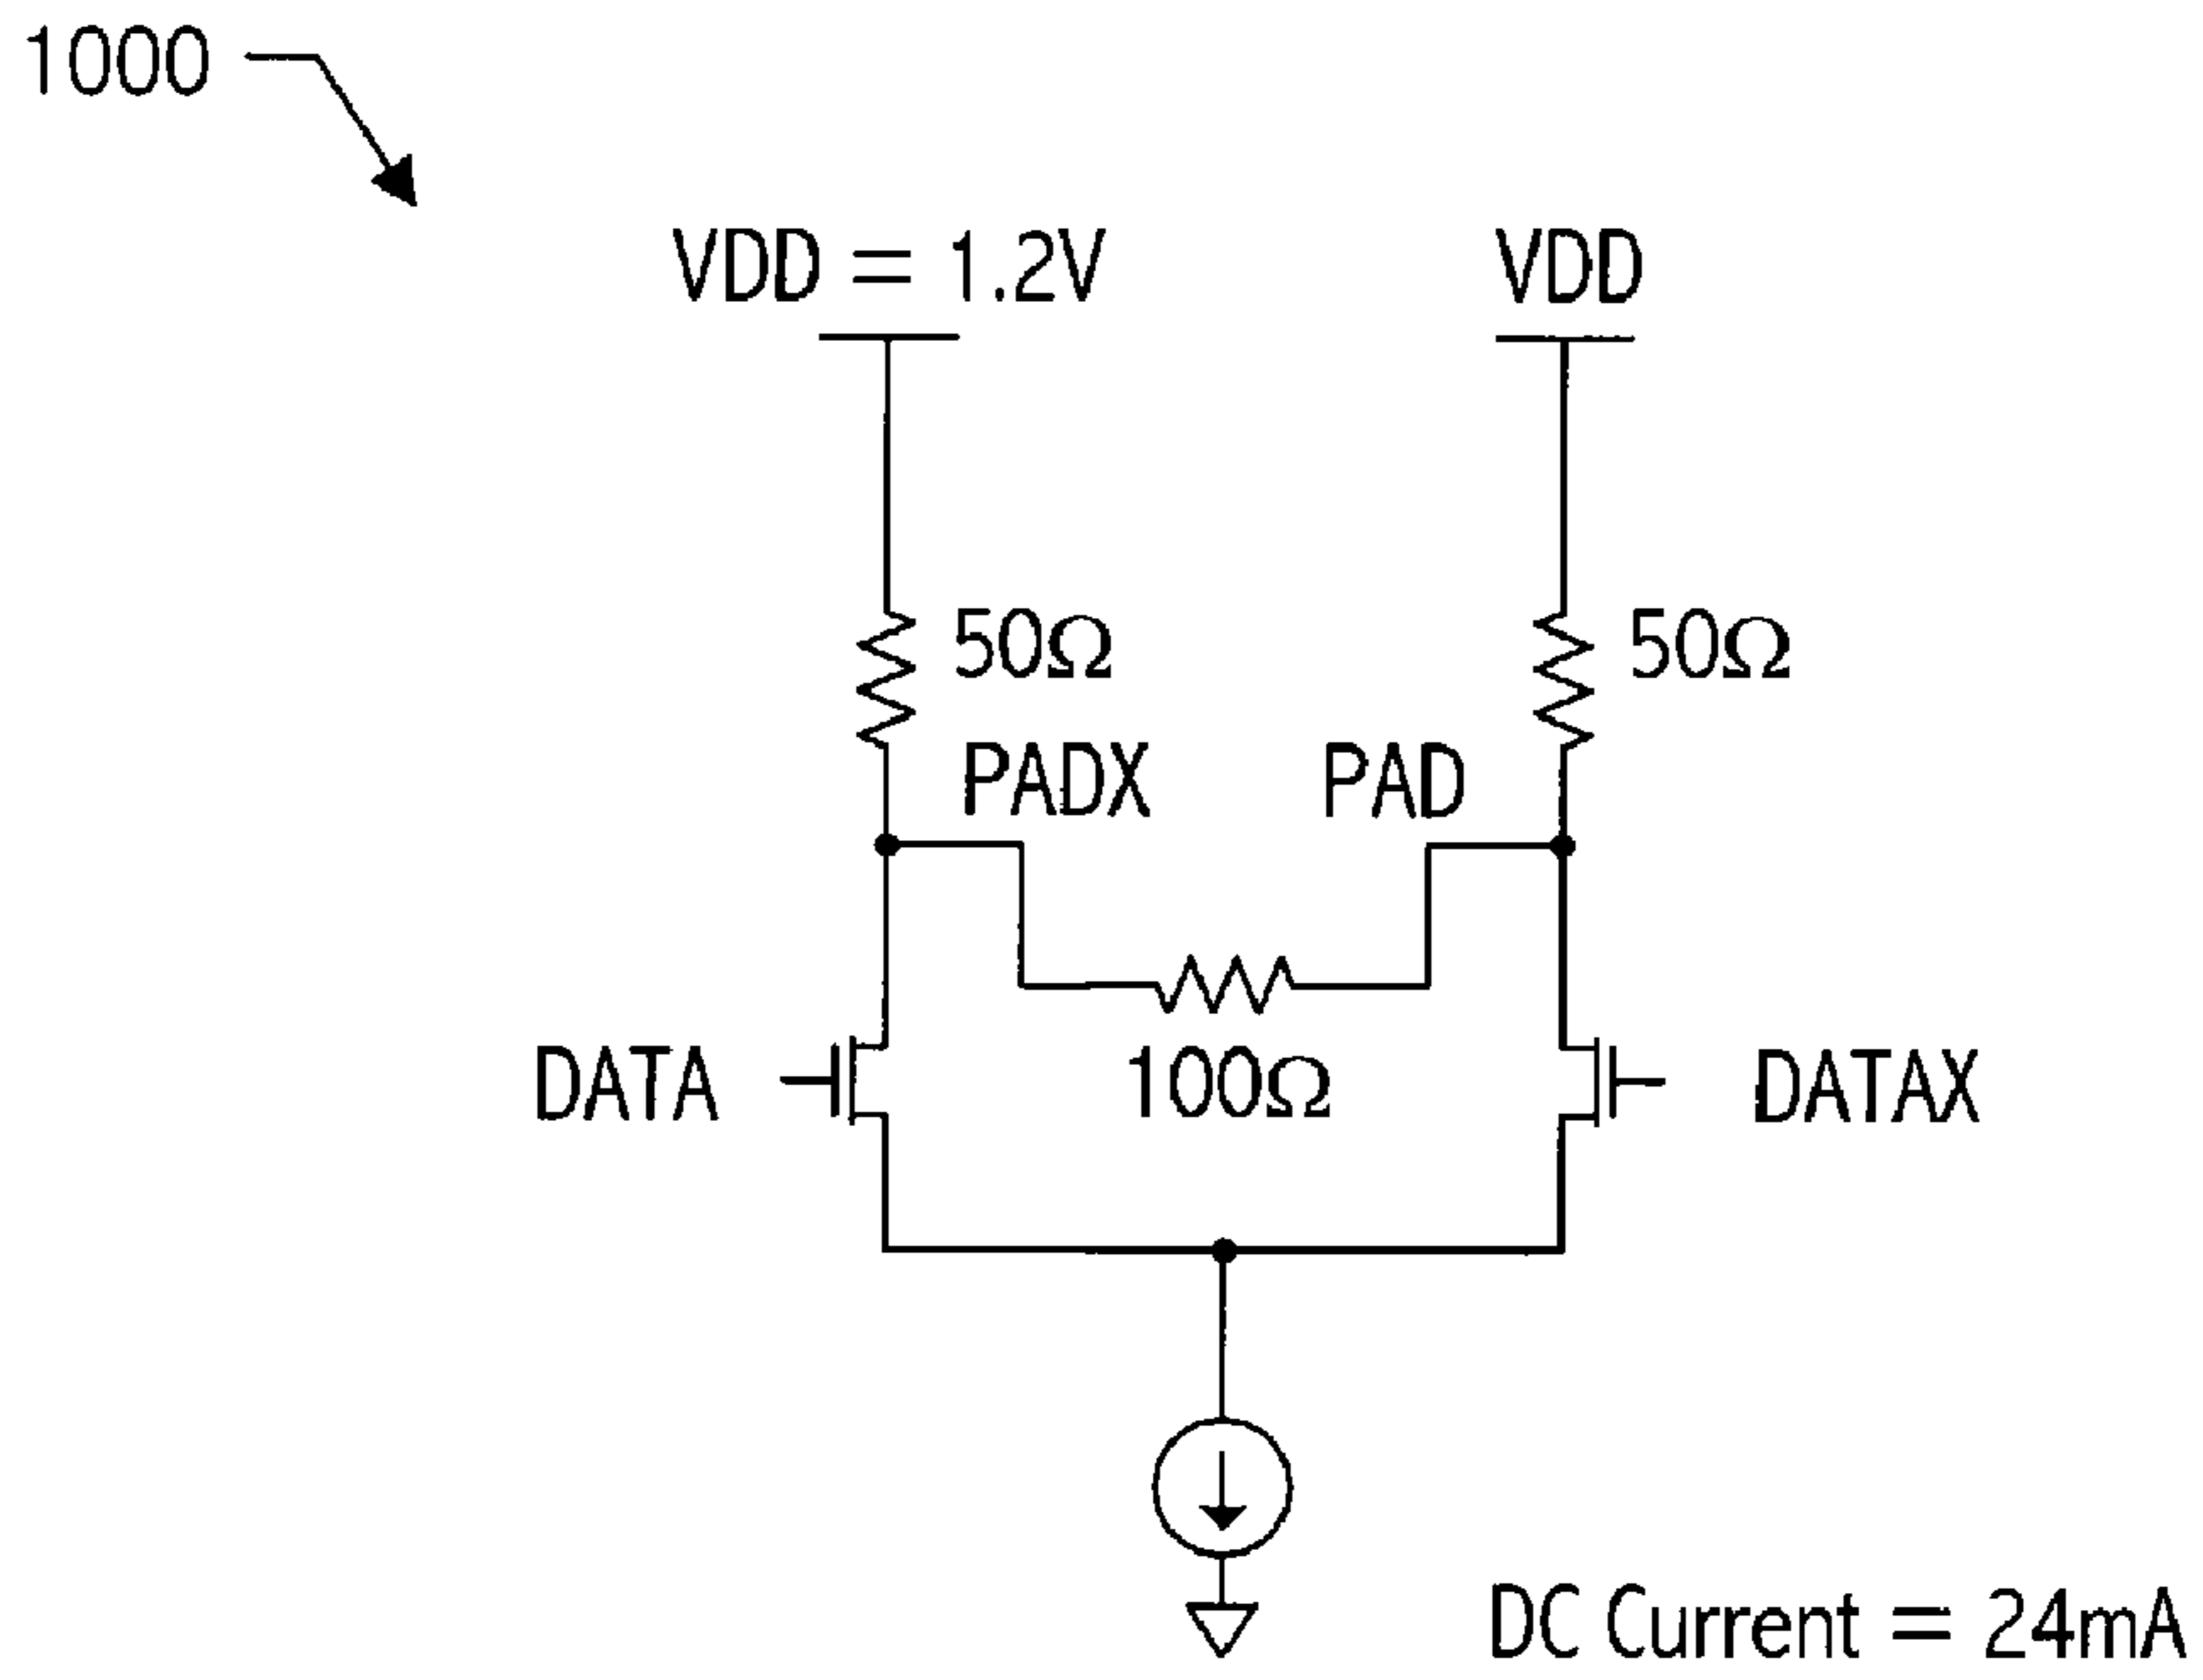 1000
VDD = 1.2V
VDD
50Ω
50Ω
PADX
PAD
DATA
100Ω
DATAX
DC Current = 24mA